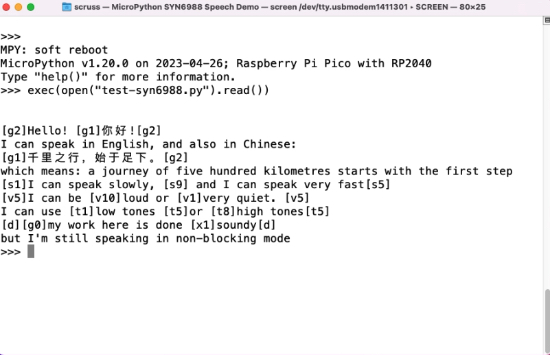 scruss — MicroPython SYN6988 Speech Demo — screen /dev/tty.usbmodem1411301 • SCREEN — 80×25
>>>
MPY: soft reboot
MicroPython v1.20.0 on 2023-04-26; Raspberry Pi Pico with RP2040
Type "help()" for more information.
>>> exec(open("test-syn6988.py").read())
[g2]Hello! [g1]你好![g2]
I can speak in English, and also in Chinese:
[g1]千里之行，始于足下。[g2]
which means: a journey of five hundred kilometres starts with the first step
[s1]I can speak slowly, [s9] and I can speak very fast[s5]
[v5]I can be [v10]loud or [v1]very quiet. [v5]
I can use [t1]low tones [t5]or [t8]high tones[t5]
[d][g0]my work here is done [x1]soundy[d]
but I'm still speaking in non-blocking mode
>>>